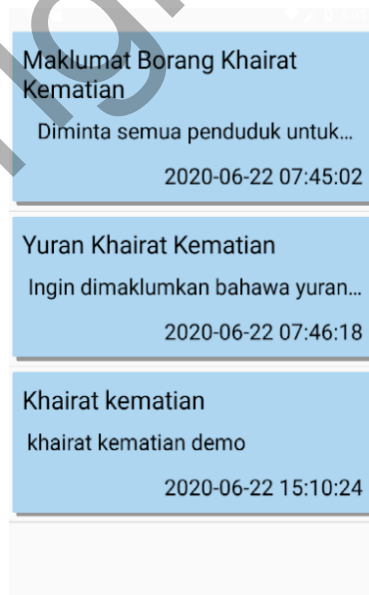 Maklumat Borang Khairat
Kematian
Diminta semua penduduk untuk...
2020-06-22 07:45:02
Yuran Khairat Kematian
Ingin dimaklumkan bahawa yuran...
2020-06-22 07:46:18
Khairat kematian
khairat kematian demo
2020-06-22 15:10:24